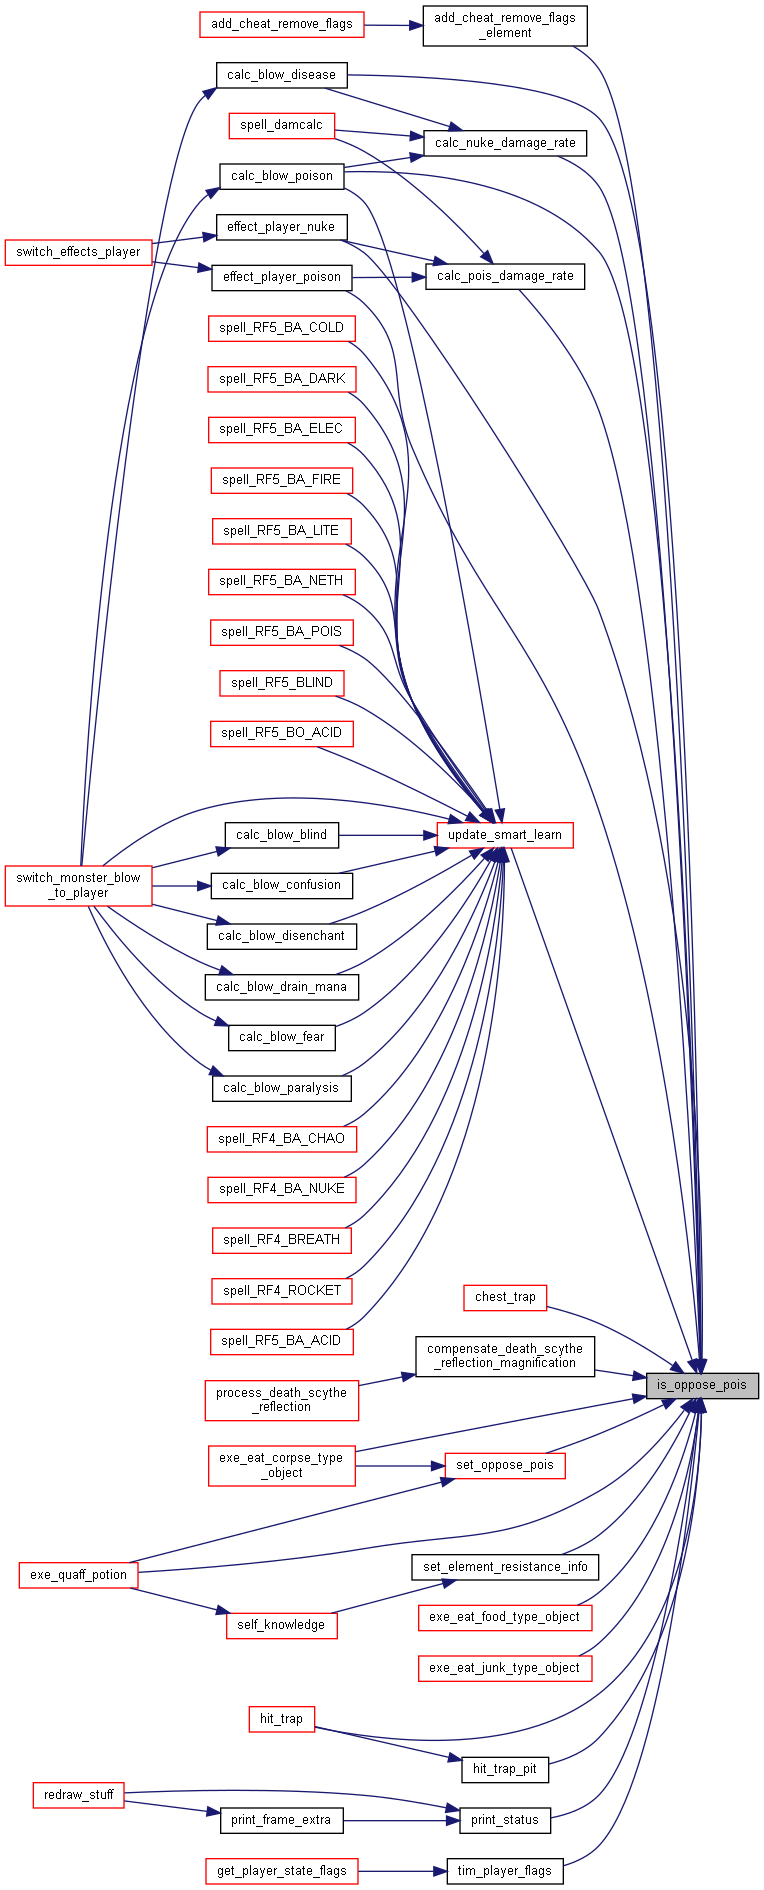 add_cheat_remove_flags
add_cheat_remove_flags
_element
calc_blow_disease
spell_damcalc
calc_nuke_damage_rate
calc_blow_poison
effect_player_nuke
switch_effects_player
effect_player_poison
calc_pois_damage_rate
spell_RF5_BA_COLD
spell_RF5_BA_DARK
spell_RF5_BA_ELEC
spell_RF5_BA_FIRE
spell_RF5_BA_LITE
spell_RF5_BA_NETH
spell_RF5_BA_POIS
spell_RF5_BLIND
spell_RF5_BO_ACID
calc_blow_blind
update_smart_learn
switch_monster_blow
_to_player
calc_blow_confusion
calc_blow_disenchant
calc_blow_drain_mana
calc_blow_fear
calc_blow_paralysis
spell_RF4_BA_CHAO
spell_RF4_BA_NUKE
spell_RF4_BREATH
spell_RF4_ROCKET
chest_trap
spell_RF5_BA_ACID
compensate_death_scythe
_reflection_magnification
is_oppose_pois
process_death_scythe
_reflection
exe_eat_corpse_type
_object
set_oppose_pois
exe_quaff_potion
set_element_resistance_info
self_knowledge
exe_eat_food_type_object
exe_eat_junk_type_object
hit_trap
hit_trap_pit
redraw_stuff
print_frame_extra
print_status
get_player_state_flags
tim_player_flags